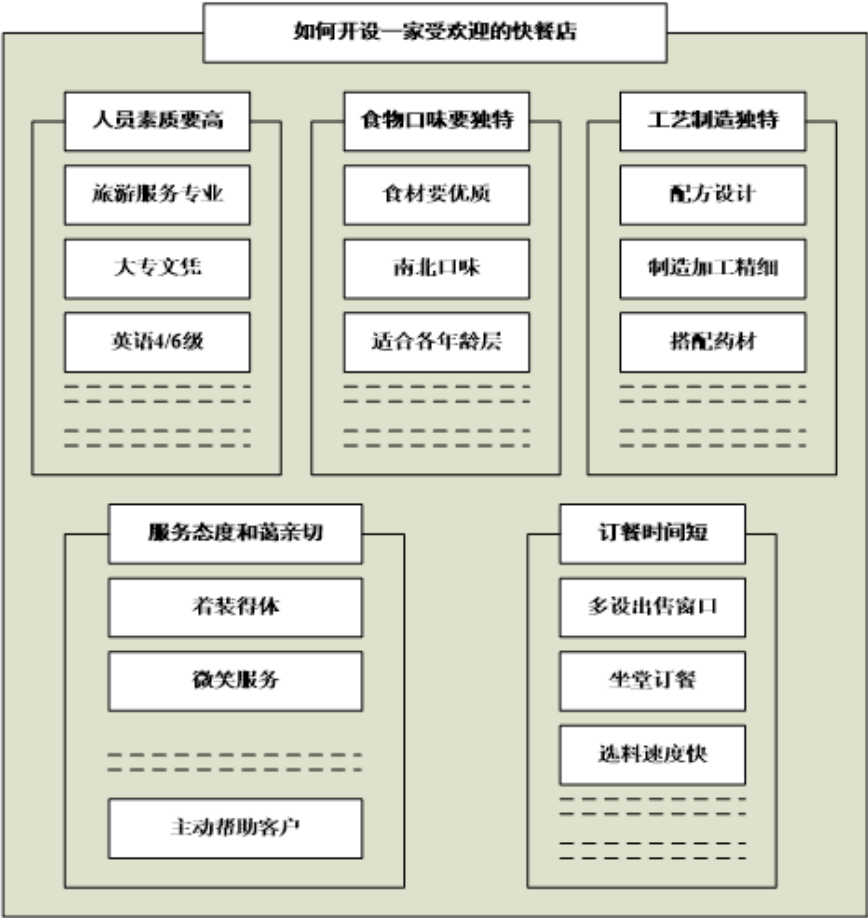 如何开设一家受欢迎的快餐店
人员素质要高
旅游服务专业
大专文凭
英语4/6级
食物口味要独特
食材要优质
南北口味
适合各年龄层
工艺制造独特
配方设计
制造加工精细
搭配药材
服务态度和蔼亲切
着装得体
微笑服务
主动帮助客户
订餐时间短
多设出售窗口
坐堂订餐
选料速度快